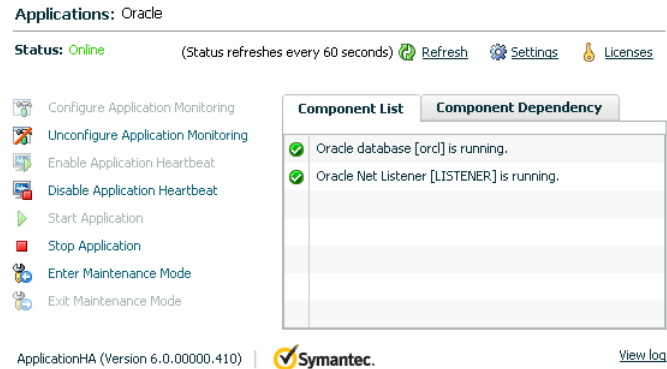 Applications: Oracle
Status: Online (Status refreshes every 60 seconds) Refresh Settings Licenses
Configure Application Monitoring
Unconfigure Application Monitoring
Enable Application Heartbeat
Disable Application Heartbeat
Start Application
Stop Application
Enter Maintenance Mode
Exit Maintenance Mode
Component List Component Dependency
Oracle database [orcl] is running.
Oracle Net Listener [LISTENER] is running.
ApplicationHA (Version 6.0.00000.410) Symantec. View log